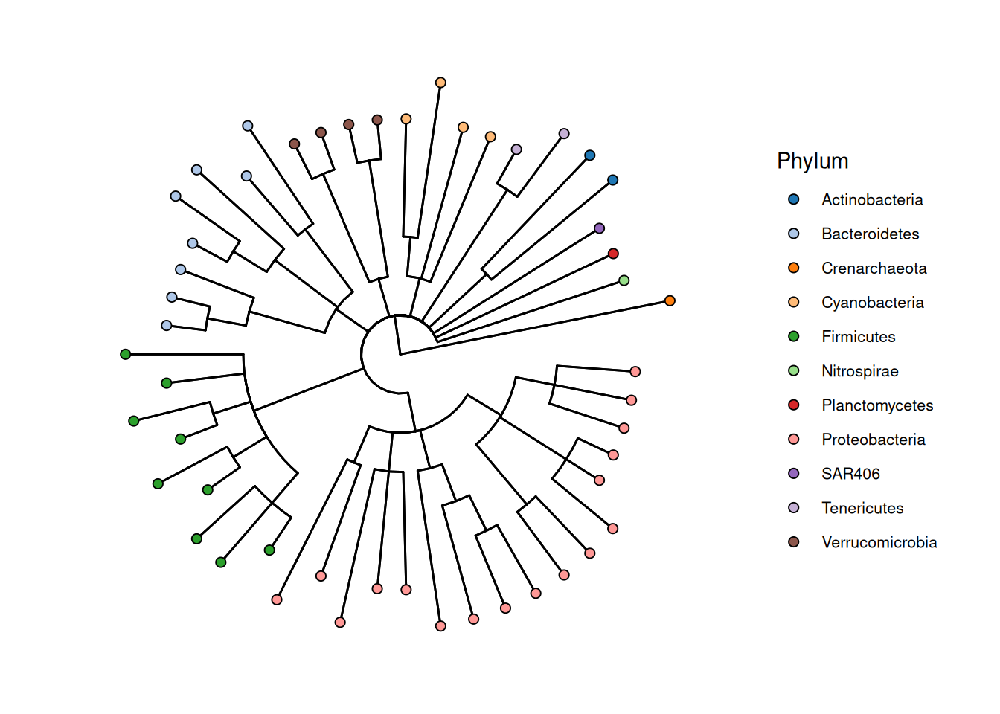 Phylum
Actinobacteria
Bacteroidetes
Crenarchaeota
Cyanobacteria
Firmicutes
Nitrospirae
Planctomycetes
Proteobacteria
SAR406
Tenericutes
Verrucomicrobia